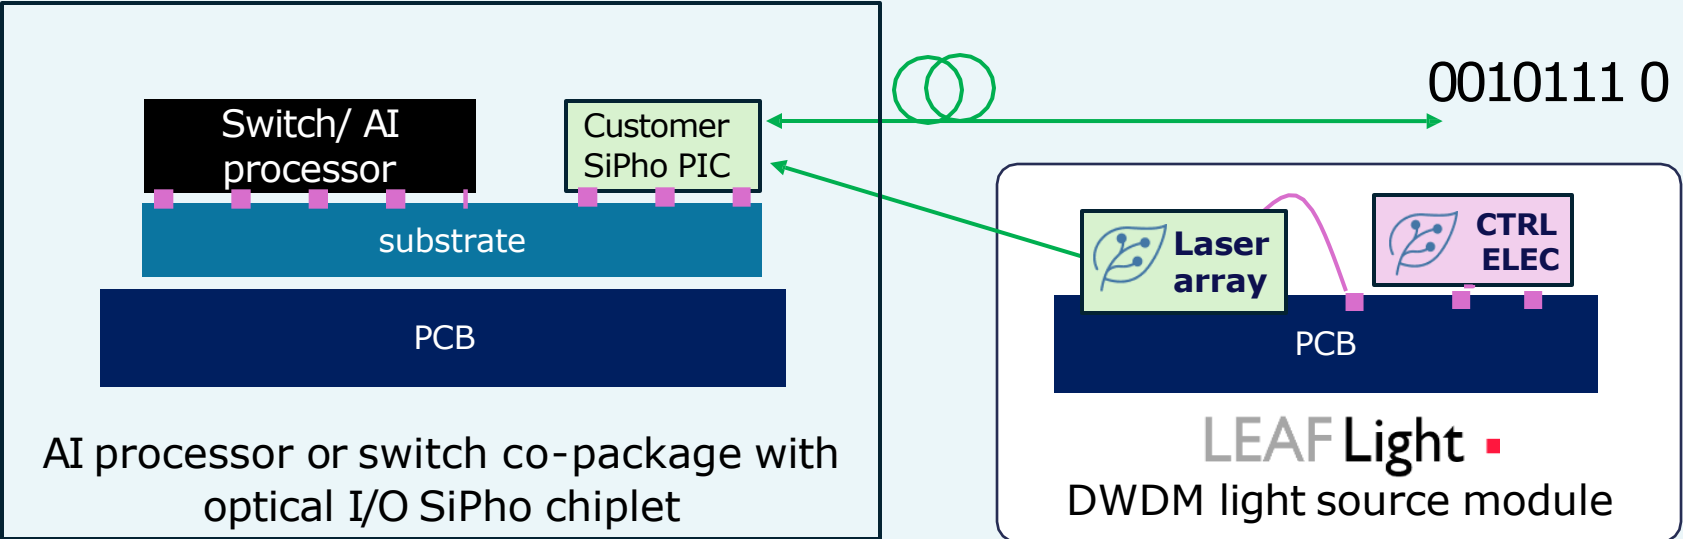 Switch/ AI
processor
Customer
SiPho PIC
substrate
PCB
AI processor or switch co-package with
optical I/O SiPho chiplet
0010111 0
Laser
array
CTRL
ELEC
PCB
LEAF Light
DWDM light source module